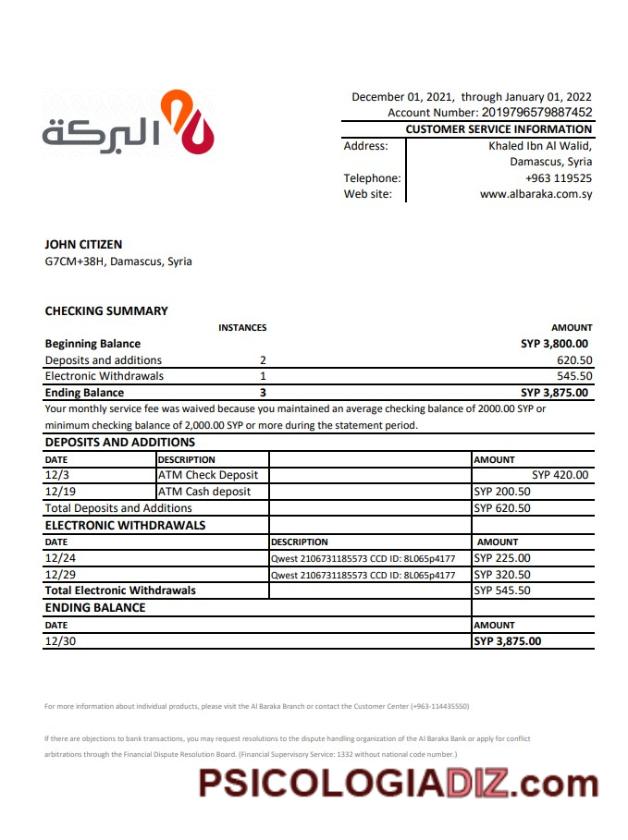 البركة
December 01, 2021, through January 01, 2022
Account Number: 2019796579887452
CUSTOMER SERVICE INFORMATION
Address: Khaled Ibn Al Walid,
Damascus, Syria
Telephone: +963 119525
Web site: www.albaraka.com.sy
JOHN CITIZEN
G7CM+38H, Damascus, Syria
CHECKING SUMMARY
INSTANCES AMOUNT
Beginning Balance SYP 3,800.00
Deposits and additions 2 620.50
Electronic Withdrawals 1 545.50
Ending Balance 3 SYP 3,875.00
Your monthly service fee was waived because you maintained an average checking balance of 2000.00 SYP or
minimum checking balance of 2,000.00 SYP or more during the statement period.
DEPOSITS AND ADDITIONS
DATE DESCRIPTION AMOUNT
12/3 ATM Check Deposit SYP 420.00
12/19 ATM Cash deposit SYP 200.50
Total Deposits and Additions SYP 620.50
ELECTRONIC WITHDRAWALS
DATE DESCRIPTION AMOUNT
12/24 Qwest 2106731185573 CCD ID: 8L065p4177 SYP 225.00
12/29 Qwest 2106731185573 CCD ID: 8L065p4177 SYP 320.50
Total Electronic Withdrawals SYP 545.50
ENDING BALANCE
DATE AMOUNT
12/30 SYP 3,875.00
For more information about individual products, please visit the Al Baraka Branch or contact the Customer Center (+963-114435550)
If there are objections to bank transactions, you may request resolutions to the dispute handling organization of the Al Baraka Bank or apply for conflict
arbitrations through the Financial Dispute Resolution Board. (Financial Supervisory Service: 1332 without national code number.)
PSICOLOGIADIZ.com